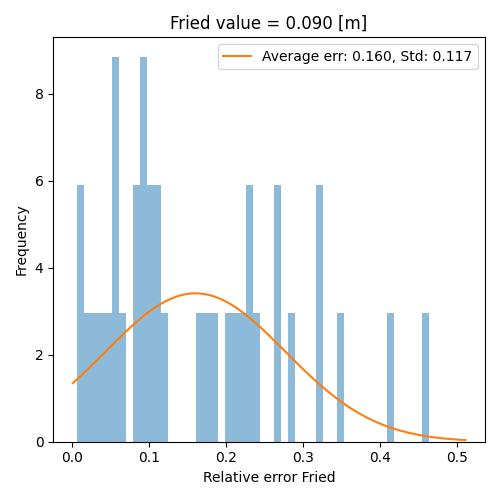 Fried value = 0.090 [m]
Average err: 0.160, Std: 0.117
Frequency
8
6
4
2
0
0.0 0.1 0.2 0.3 0.4 0.5
Relative error Fried